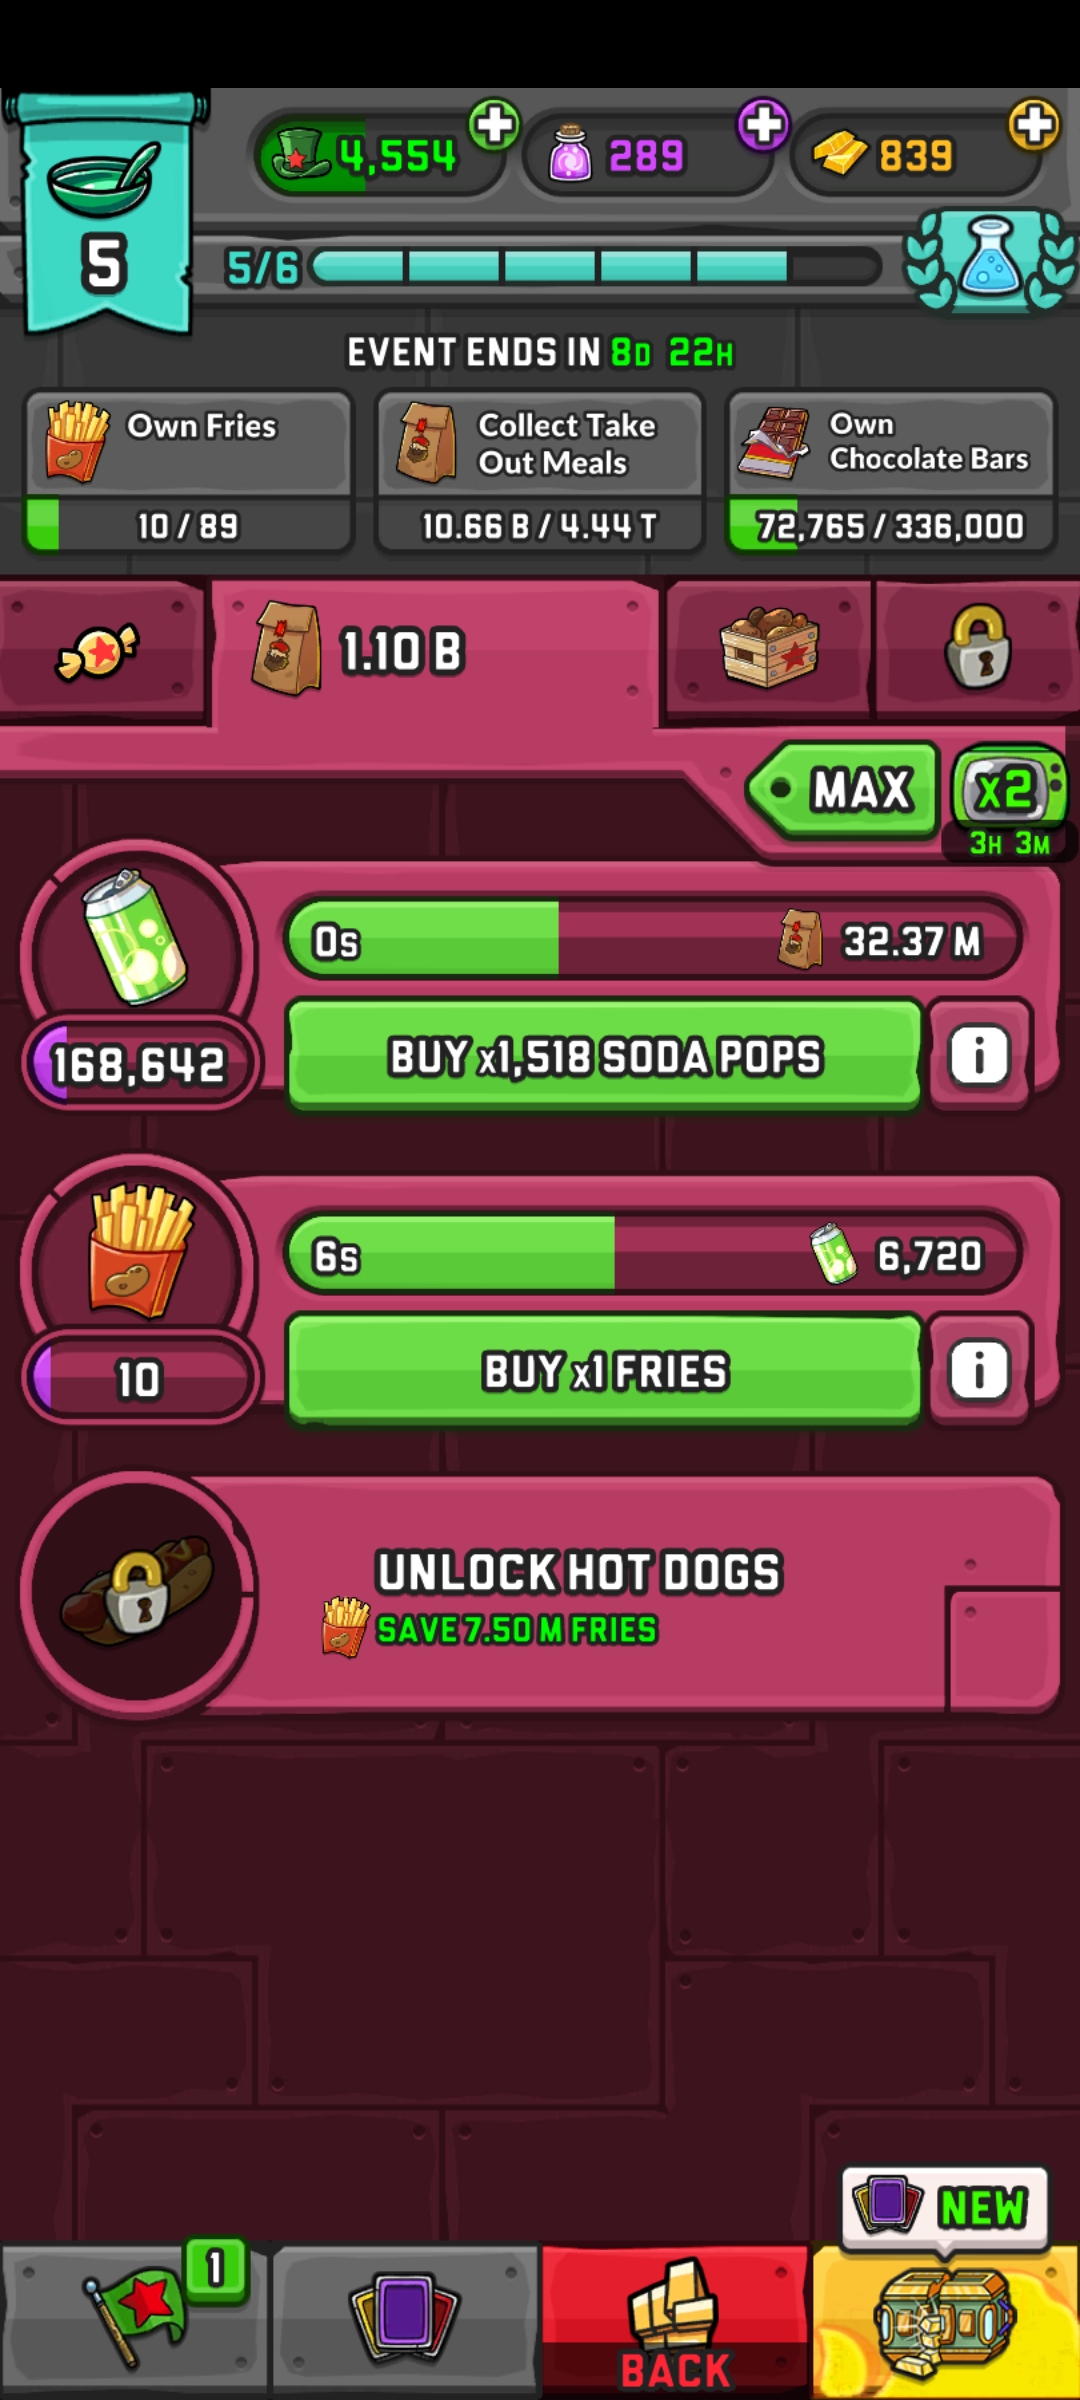 4,554
289
839
5
5/6
EVENT ENDS IN 8D 22H
Own Fries
10 / 89
Collect Take
Out Meals
10.66 B / 4.44 T
Own
Chocolate Bars
72,765 / 336,000
1.10 B
MAX
x2
3H 3M
0s
32.37 M
168,642
BUY x1,518 SODA POPS
i
6s
6,720
10
BUY x1 FRIES
i
UNLOCK HOT DOGS
SAVE 7.50 M FRIES
NEW
1
BACK